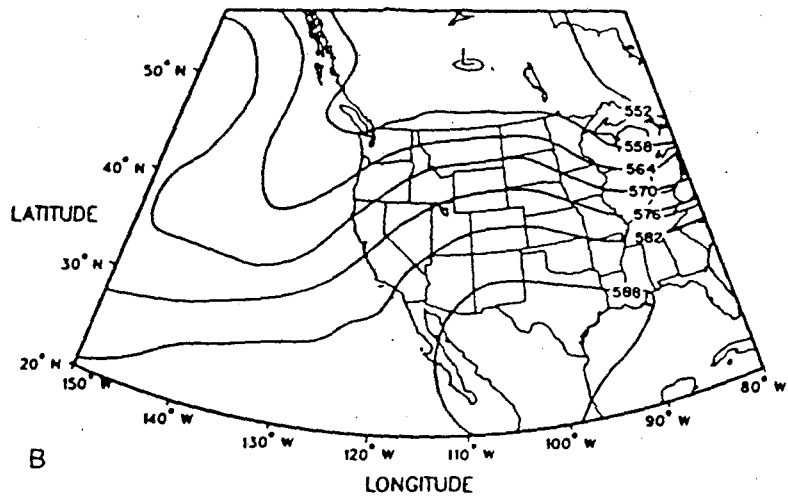 L
50° N
552
558
40° N
564
570
LATITUDE
576
582
30° N
588
20° N
150° W
80° W
140° W
90° W
130° W
100° W
120° W
110° W
B
LONGITUDE